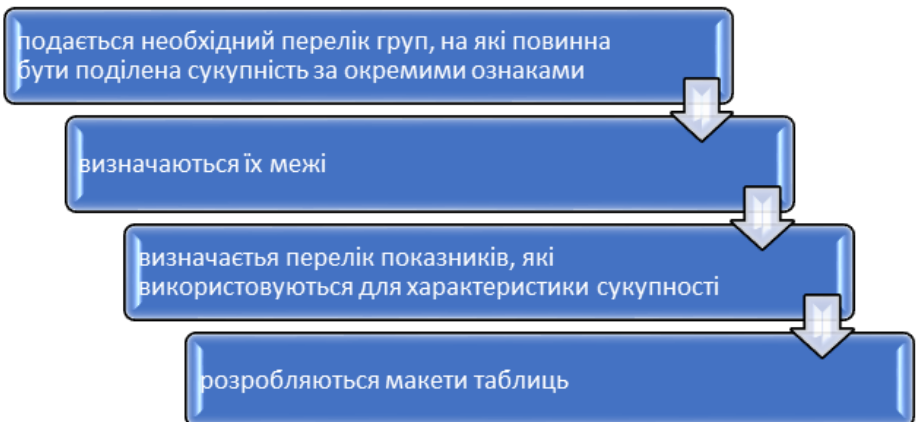 подається необхідний перелік груп, на які повинна
бути поділена сукупність за окремими ознаками
визначаються їх межі
визначаєтья перелік показників, які
використовуються для характеристики сукупності
розробляються макети таблиць